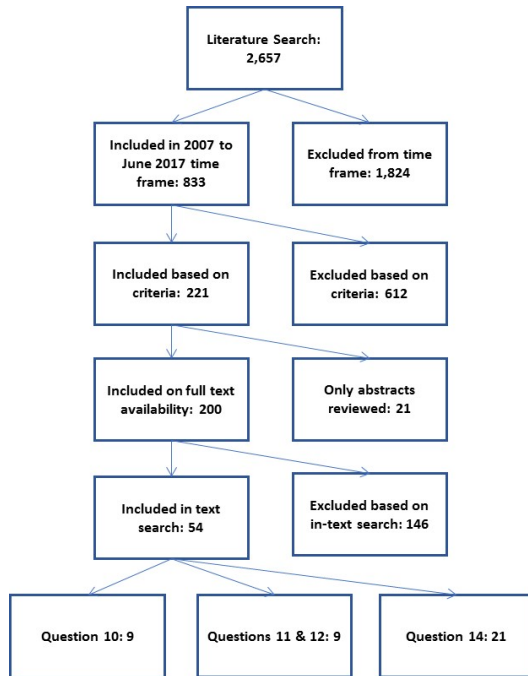 Literature Search:
2,657
Included in 2007 to
June 2017 time
frame: 833
Excluded from time
frame: 1,824
Included based on
criteria: 221
Excluded based on
criteria: 612
Included on full text
availability: 200
Only abstracts
reviewed: 21
Included in text
search: 54
Excluded based on
in-text search: 146
Question 10: 9
Questions 11 & 12: 9
Question 14: 21